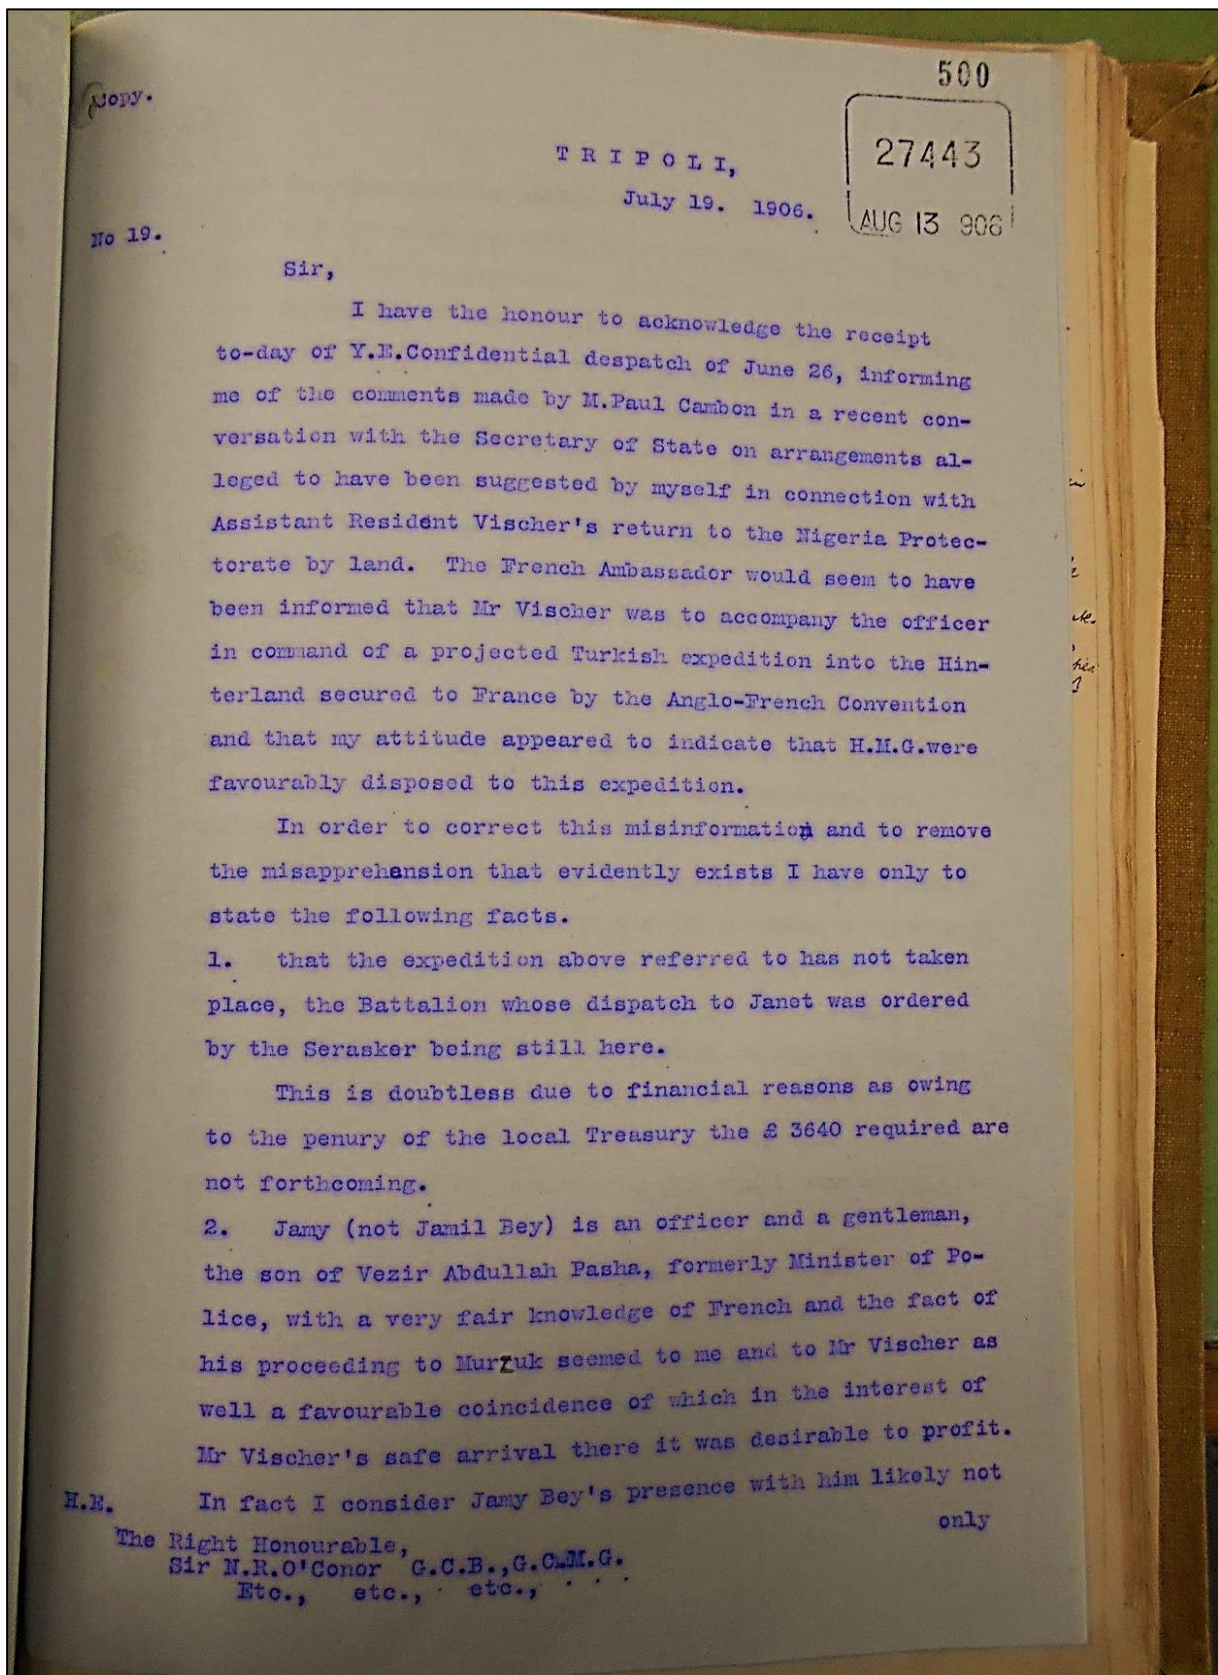 500
Copy.
27443
TRIPOLI,
July 19. 1906.
AUG 13 906
No 19.
Sir,
I have the honour to acknowledge the receipt
to-day of Y.E.Confidential despatch of June 26, informing
me of the comments made by M.Paul Cambon in a recent con-
versation with the Secretary of State on arrangements al-
leged to have been suggested by myself in connection with
Assistant Resident Vischer's return to the Nigeria Protec-
torate by land. The French Ambassador would seem to have
been informed that Mr Vischer was to accompany the officer
in command of a projected Turkish expedition into the Hin-
terland secured to France by the Anglo-French Convention
and that my attitude appeared to indicate that H.M.G.were
favourably disposed to this expedition.
In order to correct this misinformation and to remove
the misapprehension that evidently exists I have only to
state the following facts.
1. that the expedition above referred to has not taken
place, the Battalion whose dispatch to Janet was ordered
by the Serasker being still here.
This is doubtless due to financial reasons as owing
to the penury of the local Treasury the £ 3640 required are
not forthcoming.
2. Jamy (not Jamil Bey) is an officer and a gentleman,
the son of Vezir Abdullah Pasha, formerly Minister of Po-
lice, with a very fair knowledge of French and the fact of
his proceeding to Murzuk seemed to me and to Mr Vischer as
well a favourable coincidence of which in the interest of
Mr Vischer's safe arrival there it was desirable to profit.
In fact I consider Jamy Bey's presence with him likely not
only
H.E.
The Right Honourable,
Sir N.R.O'Conor G.C.B.,G.C.M.G.
Etc., etc., etc.,